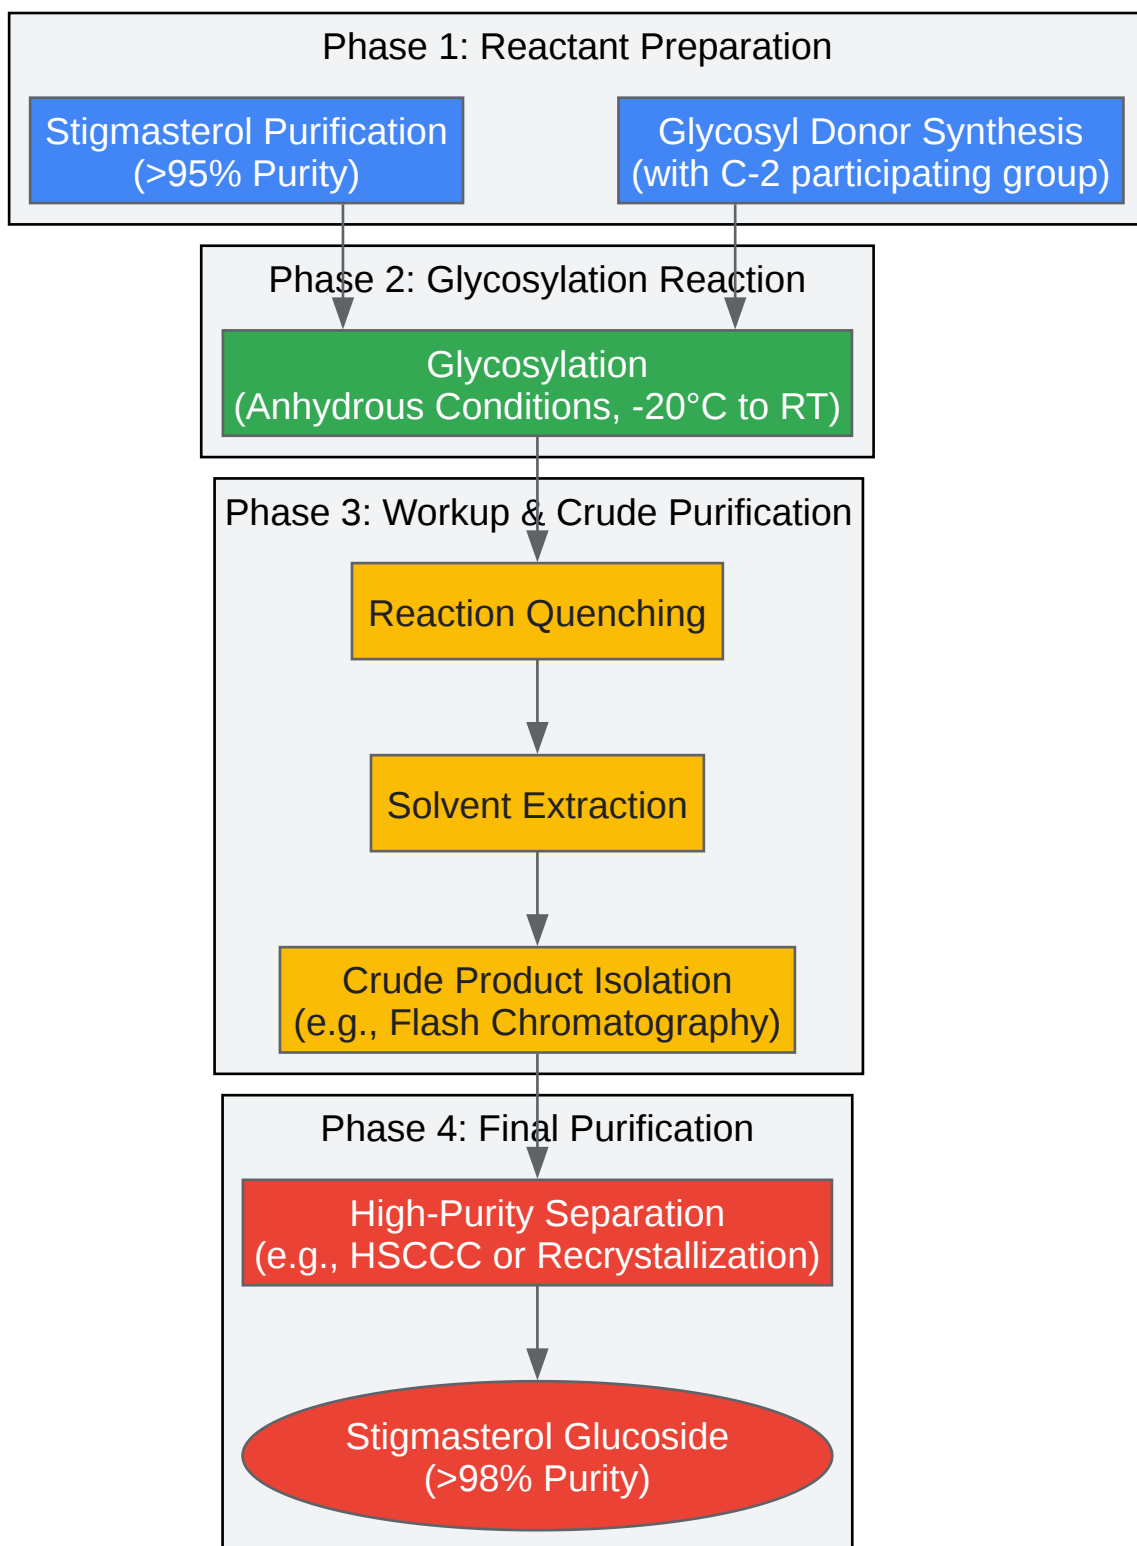 Phase 1: Reactant Preparation
Stigmasterol Purification
(>95% Purity)
Glycosyl Donor Synthesis
(with C-2 participating group)
Phase 2: Glycosylation Reaction
Glycosylation
(Anhydrous Conditions, -20°C to RT)
Phase 3: Workup & Crude Purification
Reaction Quenching
Solvent Extraction
Crude Product Isolation
(e.g., Flash Chromatography)
Phase 4: Final Purification
High-Purity Separation
(e.g., HSCCC or Recrystallization)
Stigmasterol Glucoside
(>98% Purity)